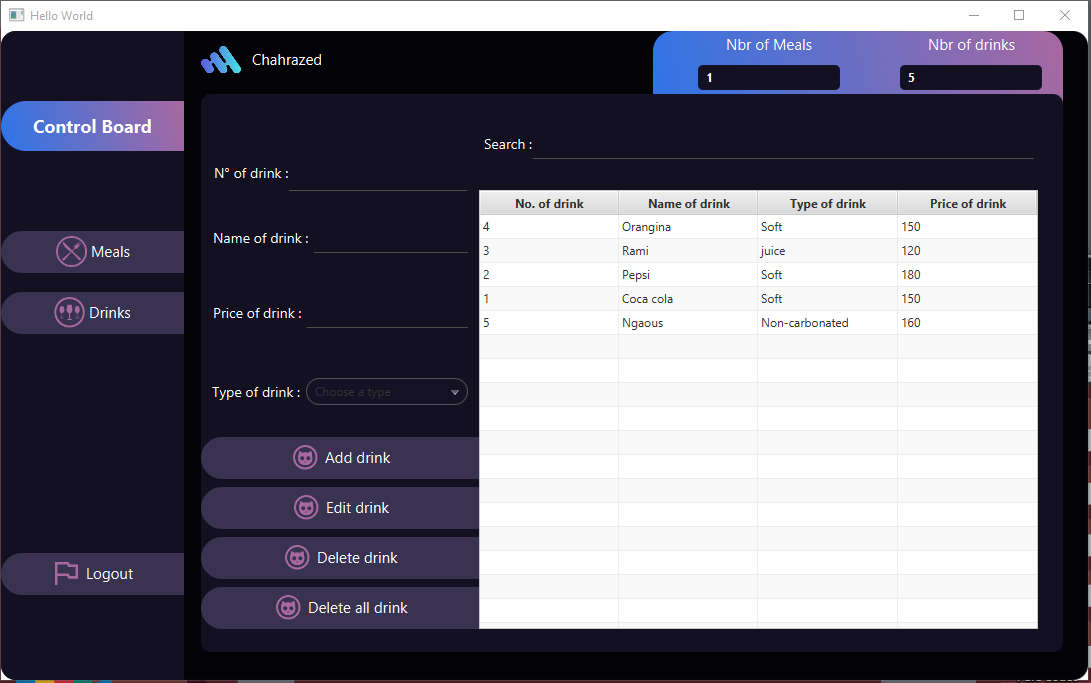 Hello World
Chahrazed
Nbr of Meals Nbr of drinks
1 5
Control Board
Meals
Drinks
Logout
N° of drink :
Name of drink :
Price of drink :
Type of drink : Choose a type
Add drink
Edit drink
Delete drink
Delete all drink
Search :
No. of drink Name of drink Type of drink Price of drink
4 Orangina Soft 150
3 Rami juice 120
2 Pepsi Soft 180
1 Coca cola Soft 150
5 Ngaous Non-carbonated 160